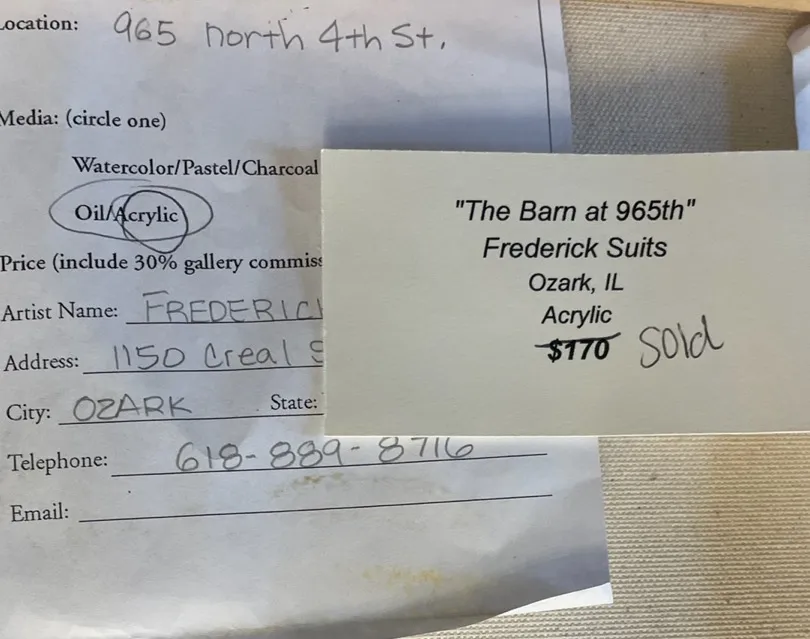 Location: 965 north 4th St.
Media: (circle one)
Watercolor/Pastel/Charcoal
Oil/Acrylic
Price (include 30% gallery commiss
Artist Name: FREDERIC
Address: 1150 Creal S
City: OZARK State:
Telephone: 618-889-8716
Email:
"The Barn at 965th"
Frederick Suits
Ozark, IL
Acrylic
$170 Sold